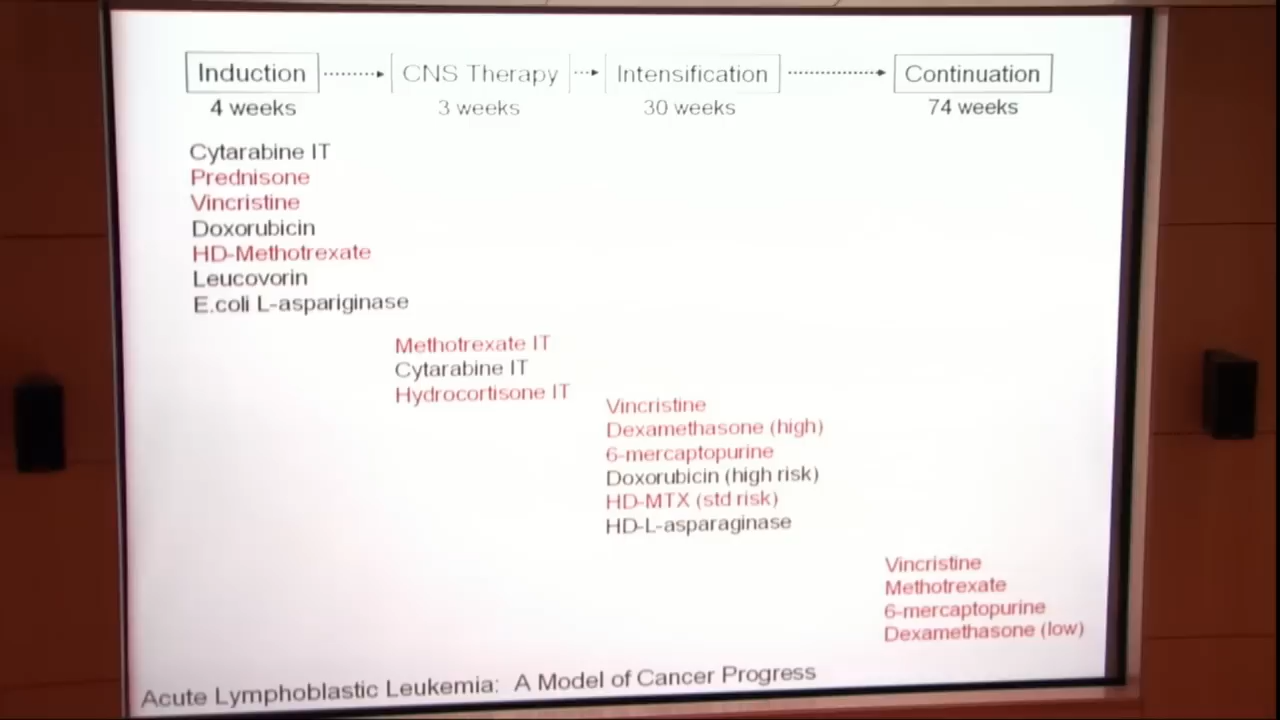 Induction
CNS Therapy
Intensification
Continuation
4 weeks
3 weeks
30 weeks
74 weeks
Cytarabine IT
Prednisone
Vincristine
Doxorubicin
HD-Methotrexate
Leucovorin
E.coli L-aspariginase
Methotrexate IT
Cytarabine IT
Hydrocortisone IT
Vincristine
Dexamethasone (high)
6-mercaptopurine
Doxorubicin (high risk)
HD-MTX (std risk)
HD-L-asparaginase
Vincristine
Methotrexate
6-mercaptopurine
Dexamethasone (low)
Acute Lymphoblastic Leukemia: A Model of Cancer Progress